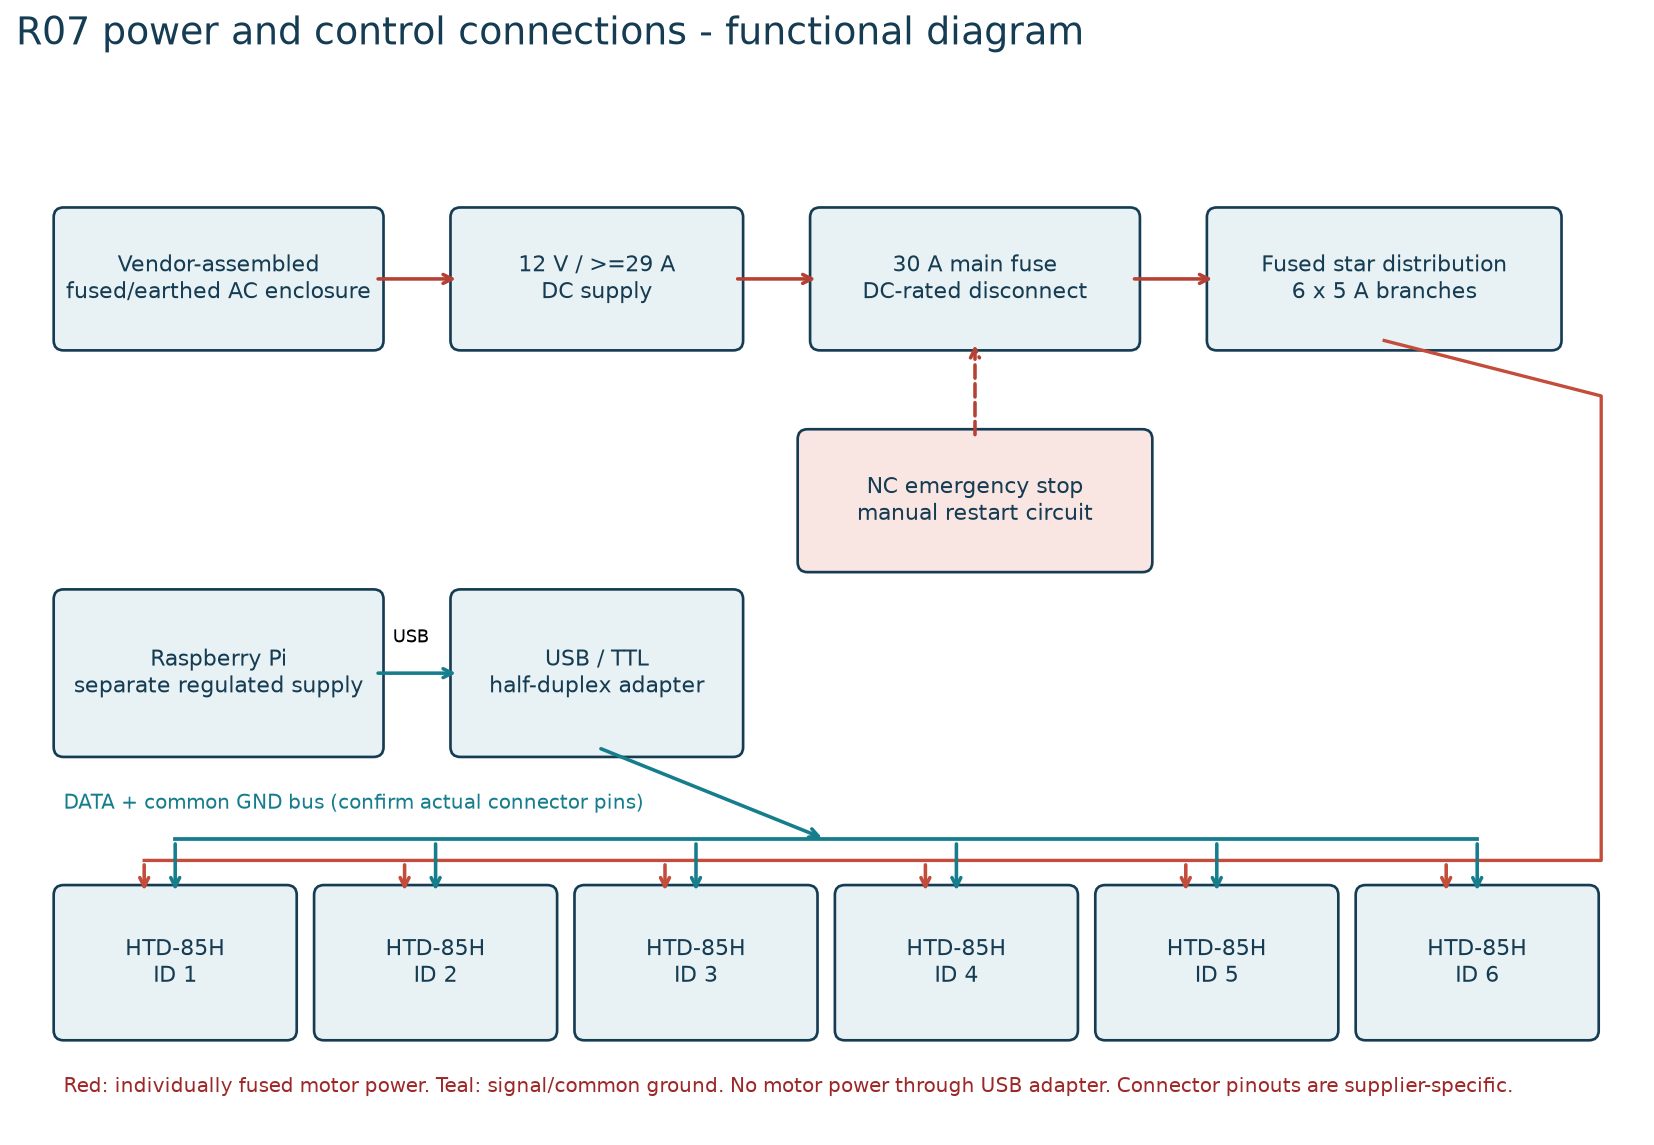 R07 power and control connections - functional diagram
Vendor-assembled
fused/earthed AC enclosure
12 V / >=29 A
DC supply
30 A main fuse
DC-rated disconnect
Fused star distribution
6 x 5 A branches
NC emergency stop
manual restart circuit
Raspberry Pi
separate regulated supply
USB
USB / TTL
half-duplex adapter
DATA + common GND bus (confirm actual connector pins)
HTD-85H
ID 1
HTD-85H
ID 2
HTD-85H
ID 3
HTD-85H
ID 4
HTD-85H
ID 5
HTD-85H
ID 6
Red: individually fused motor power. Teal: signal/common ground. No motor power through USB adapter. Connector pinouts are supplier-specific.